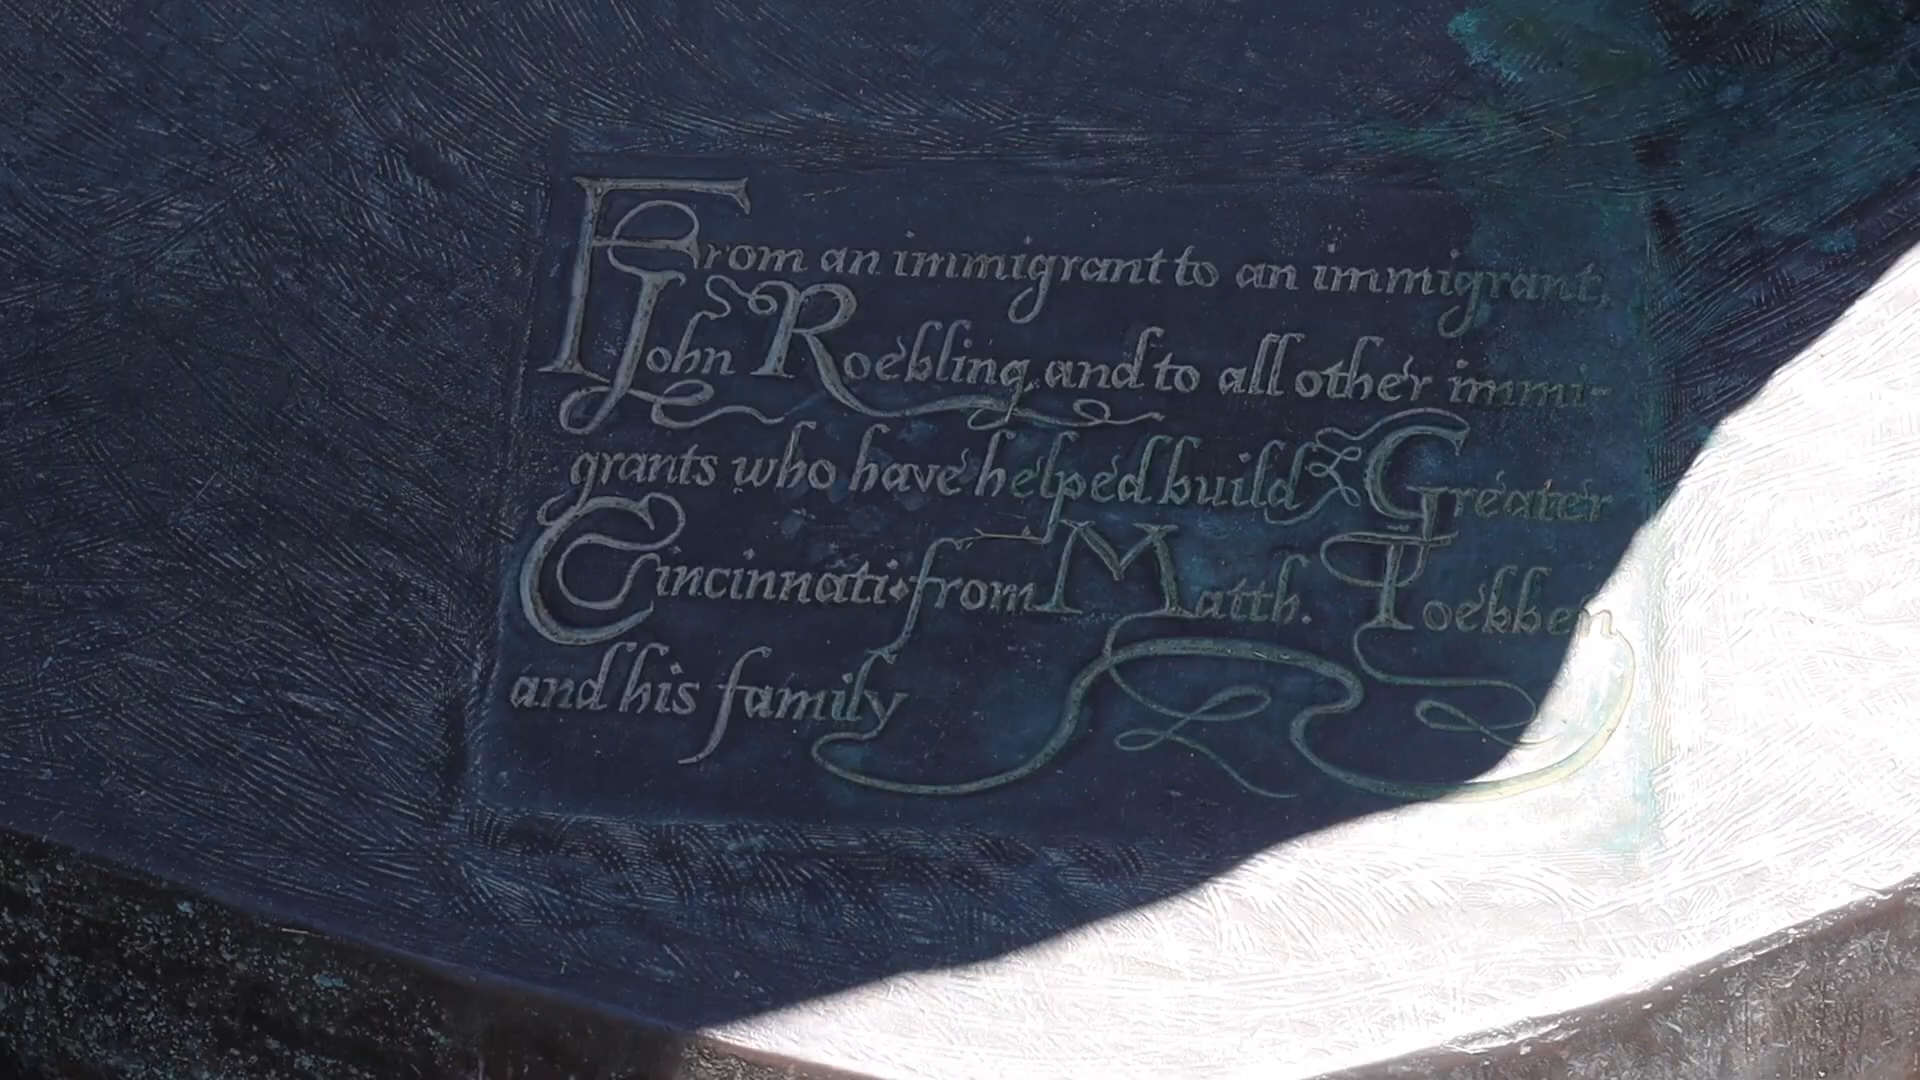 From an immigrant to an immigrant,
John Roebling, and to all other immi-
grants who have helped build Greater
Cincinnati·from Matth. Toebben
and his family